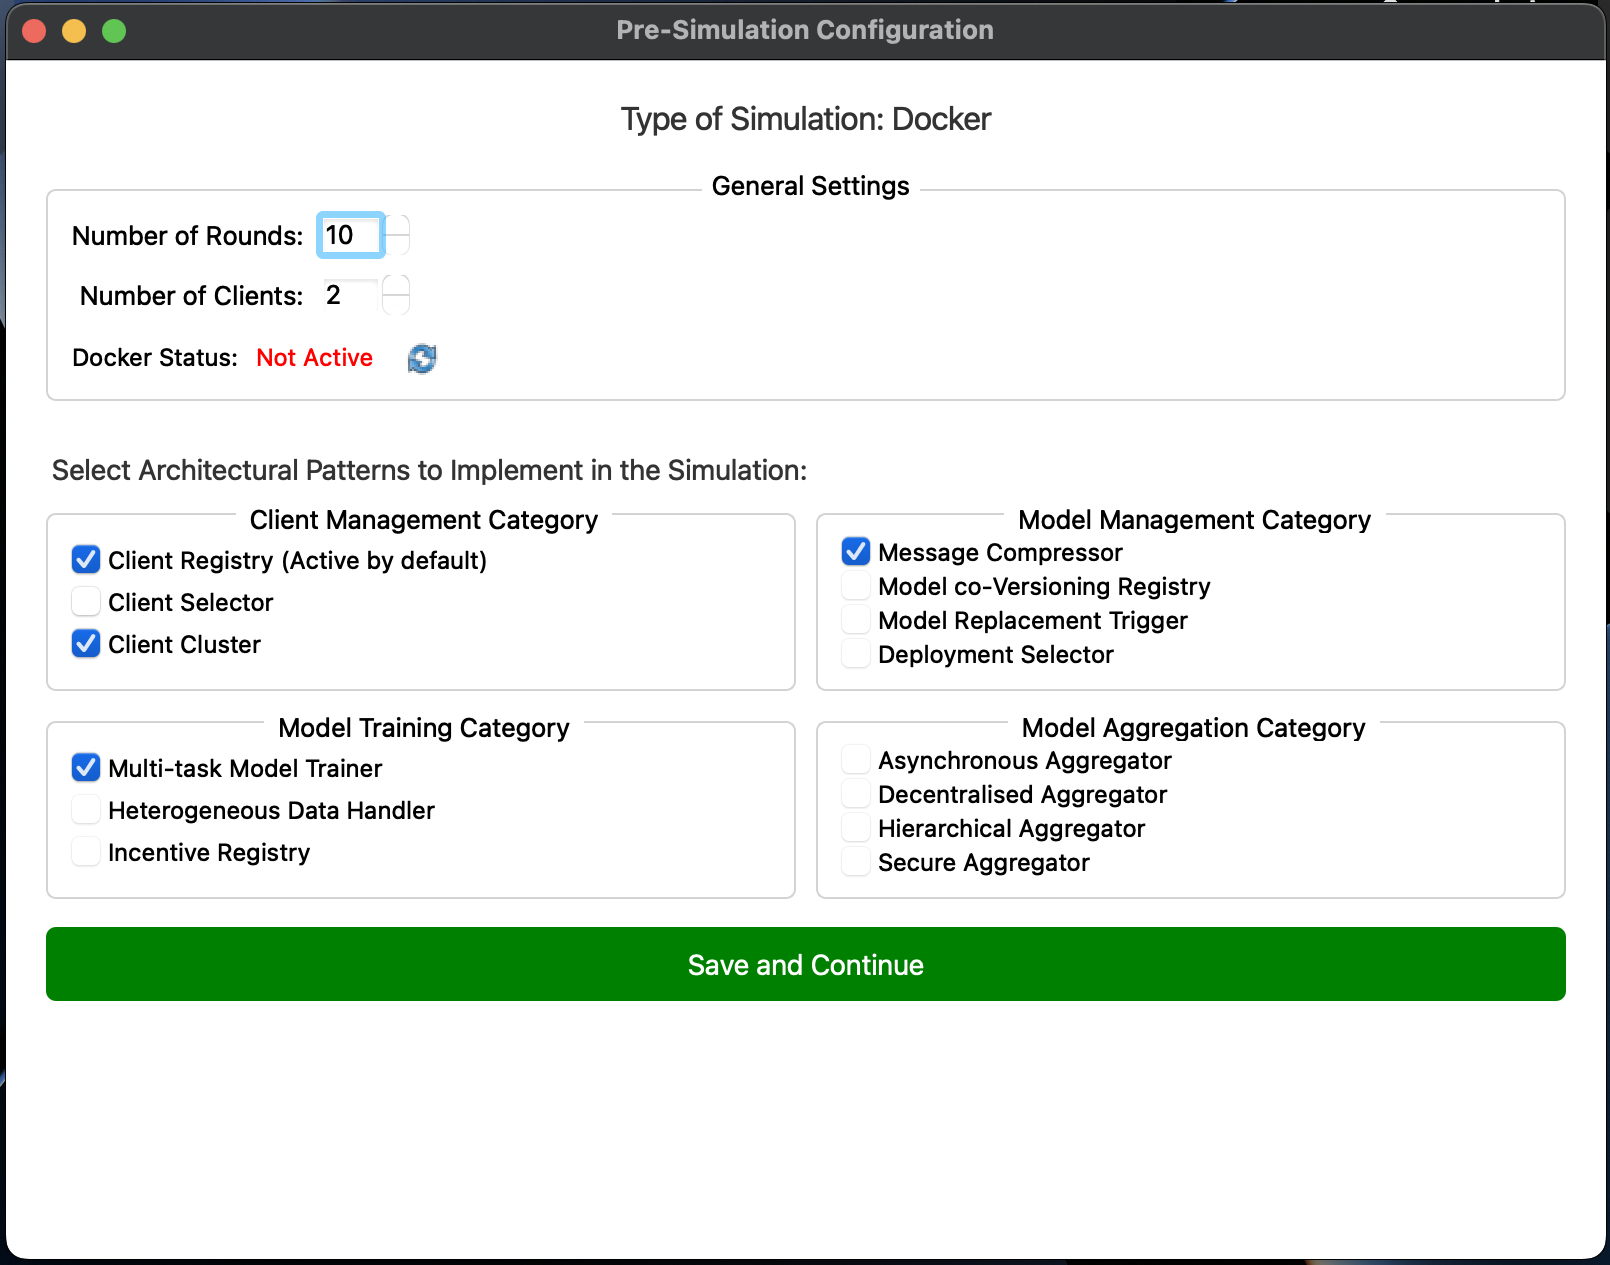 Pre-Simulation Configuration
Type of Simulation: Docker
General Settings
Number of Rounds: 10
Number of Clients: 2
Docker Status: Not Active
Select Architectural Patterns to Implement in the Simulation:
Client Management Category
Client Registry (Active by default)
Client Selector
Client Cluster
Model Management Category
Message Compressor
Model co-Versioning Registry
Model Replacement Trigger
Deployment Selector
Model Training Category
Multi-task Model Trainer
Heterogeneous Data Handler
Incentive Registry
Model Aggregation Category
Asynchronous Aggregator
Decentralised Aggregator
Hierarchical Aggregator
Secure Aggregator
Save and Continue